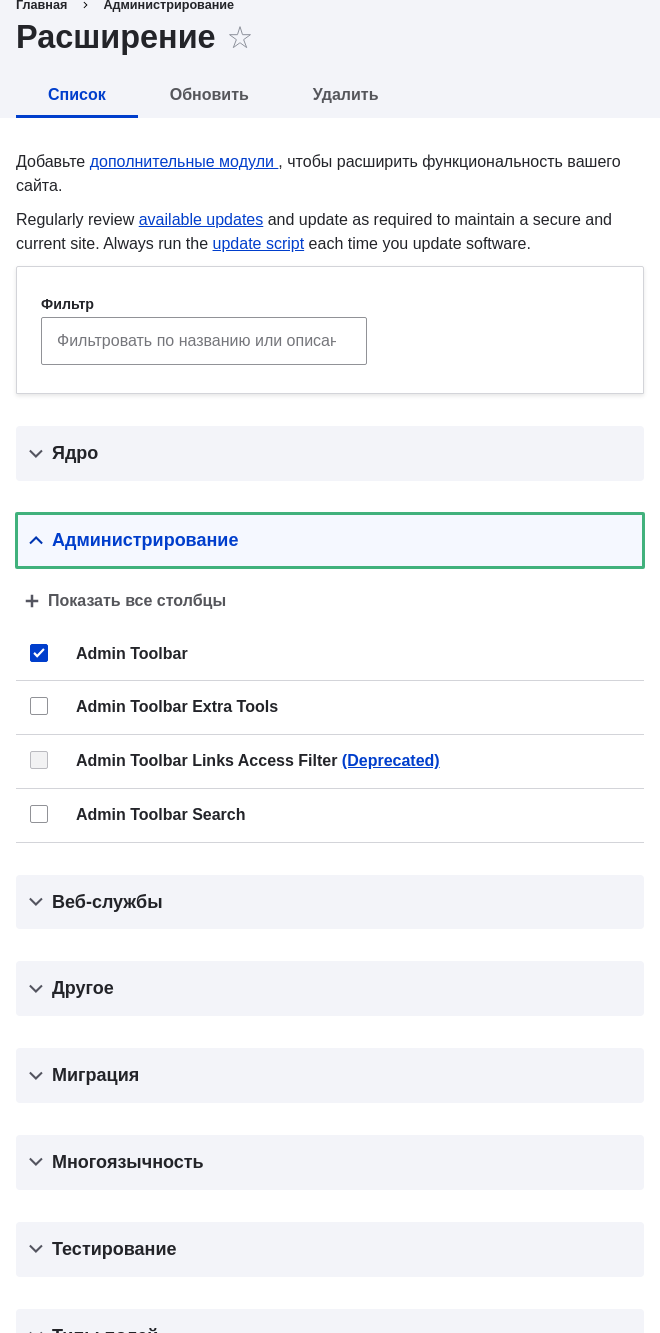 Главная › Администрирование
Расширение
Список Обновить Удалить
Добавьте дополнительные модули , чтобы расширить функциональность вашего
сайта.
Regularly review available updates and update as required to maintain a secure and
current site. Always run the update script each time you update software.
Фильтр
Фильтровать по названию или
Ядро
Администрирование
Показать все столбцы
Admin Toolbar
Admin Toolbar Extra Tools
Admin Toolbar Links Access Filter (Deprecated)
Admin Toolbar Search
Веб-службы
Другое
Миграция
Многоязычность
Тестирование
Типы полей